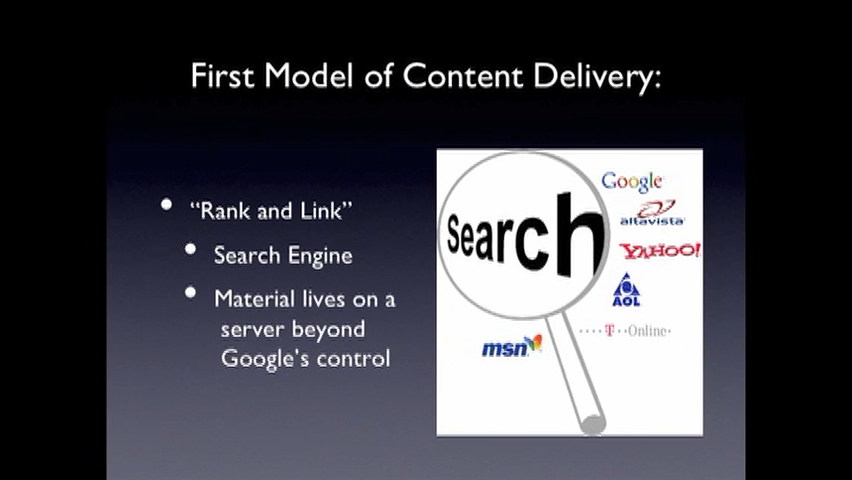 First Model of Content Delivery:
• “Rank and Link”
• Search Engine
• Material lives on a
server beyond
Google's control
Search
Google
altavista
YAHOO!
AOL
····T··Online·
msn